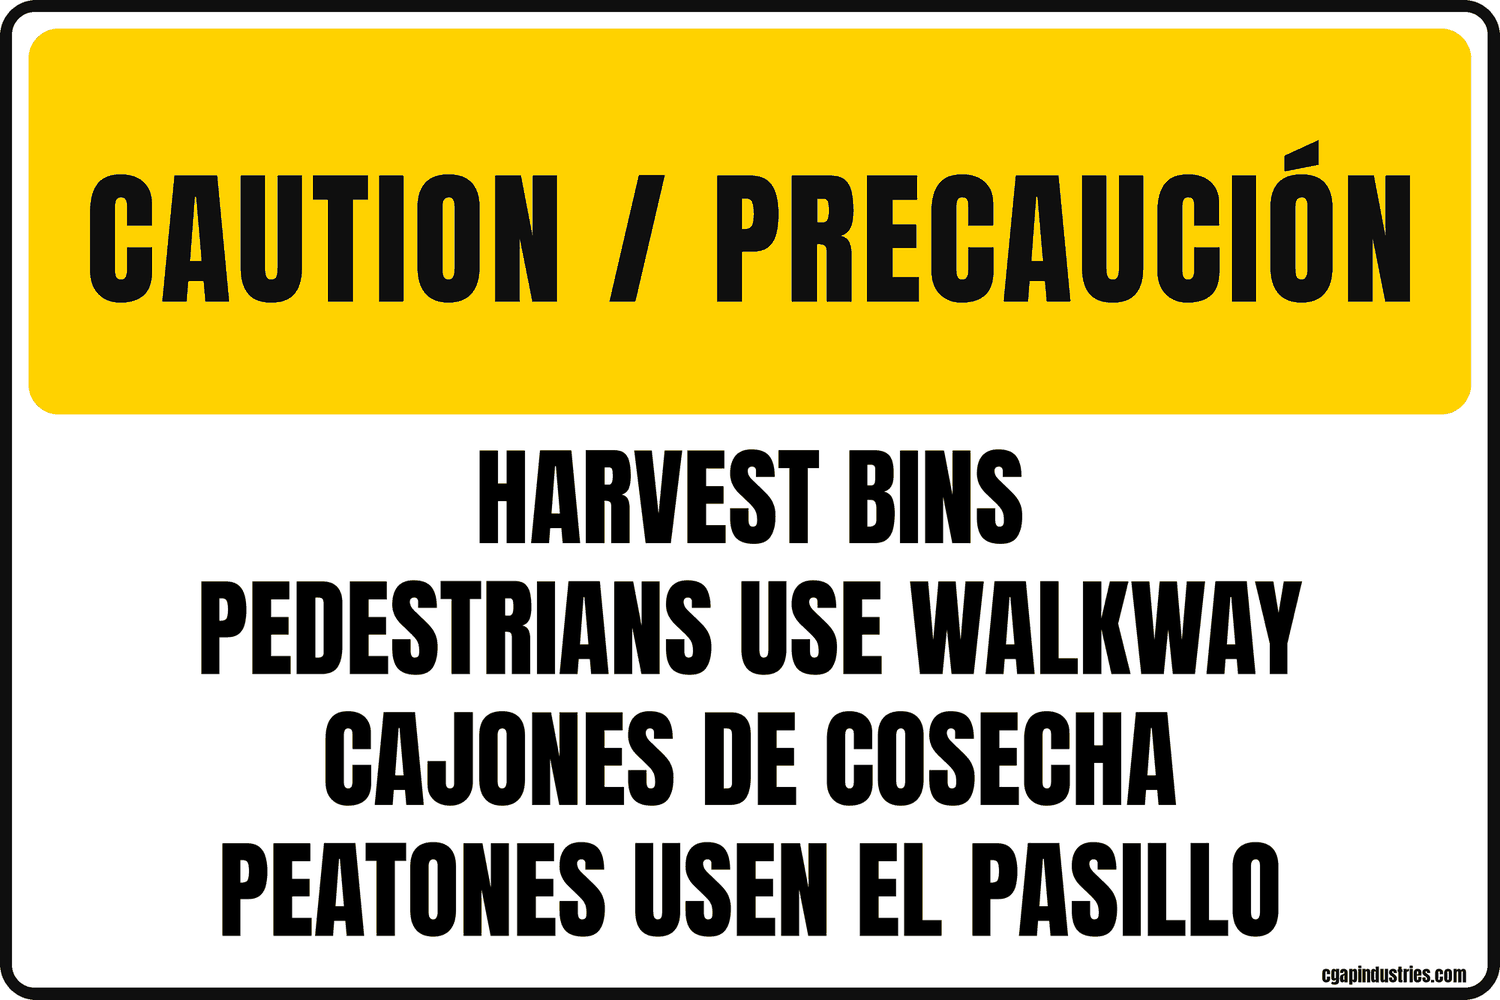 CAUTION / PRECAUCIÓN
HARVEST BINS
PEDESTRIANS USE WALKWAY
CAJONES DE COSECHA
PEATONES USEN EL PASILLO
cgapindustries.com